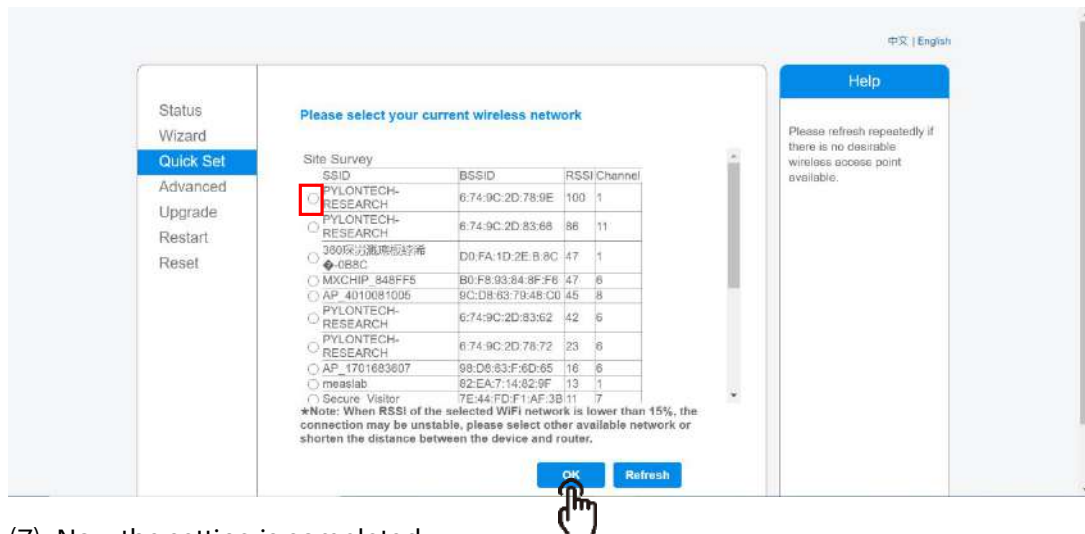 中文 | English
Help
Status
Wizard
Quick Set
Advanced
Upgrade
Restart
Reset
Please select your current wireless network
Site Survey
SSID BSSID RSSI Channel
PYLONTECH-
RESEARCH 6:74:9C:2D:78:9E 100 1
PYLONTECH-
RESEARCH 6:74:9C:2D:83:68 86 11
360
�-0B8C D0:FA:1D:2E:B:8C 47 1
MXCHIP_848FF5 B0:F8:93:84:8F:F6 47 6
AP_4010081005 9C:D8:63:79:48:C0 45 8
PYLONTECH-
RESEARCH 6:74:9C:2D:83:62 42 6
PYLONTECH-
RESEARCH 6:74:9C:2D:78:72 23 6
AP_1701683607 98:D8:63:F:6D:65 16 6
measlab 82:EA:7:14:82:9F 13 1
Secure_Visitor 7E:44:FD:F1:AF:3B 11 7
★Note: When RSSI of the selected WiFi network is lower than 15%, the
connection may be unstable, please select other available network or
shorten the distance between the device and router.
OK Refresh
Please refresh repeatedly if
there is no desirable
wireless access point
available.
(7) Now the setting is completed